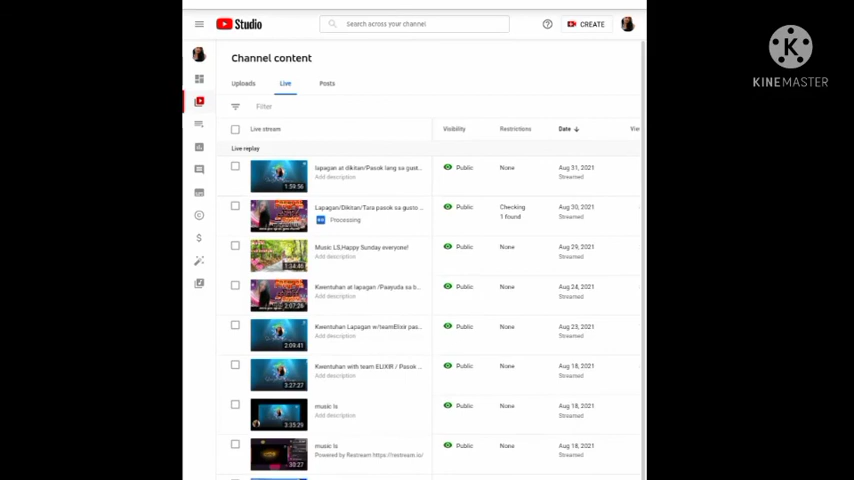 Studio
Search across your channel
CREATE
K
KINEMASTER
Channel content
Uploads Live Posts
Filter
Live stream Visibility Restrictions Date
Live replay
lapagan at dikitan/Pasok lang sa gust... Public None Aug 31, 2021
Add description Streamed
1:59:56
Lapagan/Dikitan/Tara pasok sa gusto ... Public Checking Aug 30, 2021
Processing 1 found Streamed
Music LS,Happy Sunday everyone! Public None Aug 29, 2021
Add description Streamed
1:34:46
Kwentuhan at lapagan /Paayuda sa b... Public None Aug 24, 2021
Add description Streamed
2:07:26
Kwentuhan Lapagan w/teamElixir pas... Public None Aug 23, 2021
Add description Streamed
2:09:41
Kwentuhan with team ELIXIR / Pasok ... Public None Aug 18, 2021
Add description Streamed
3:27:27
music ls Public None Aug 18, 2021
Add description Streamed
3:35:29
music ls Public None Aug 18, 2021
Powered by Restream https://restream.io/ Streamed
30:27